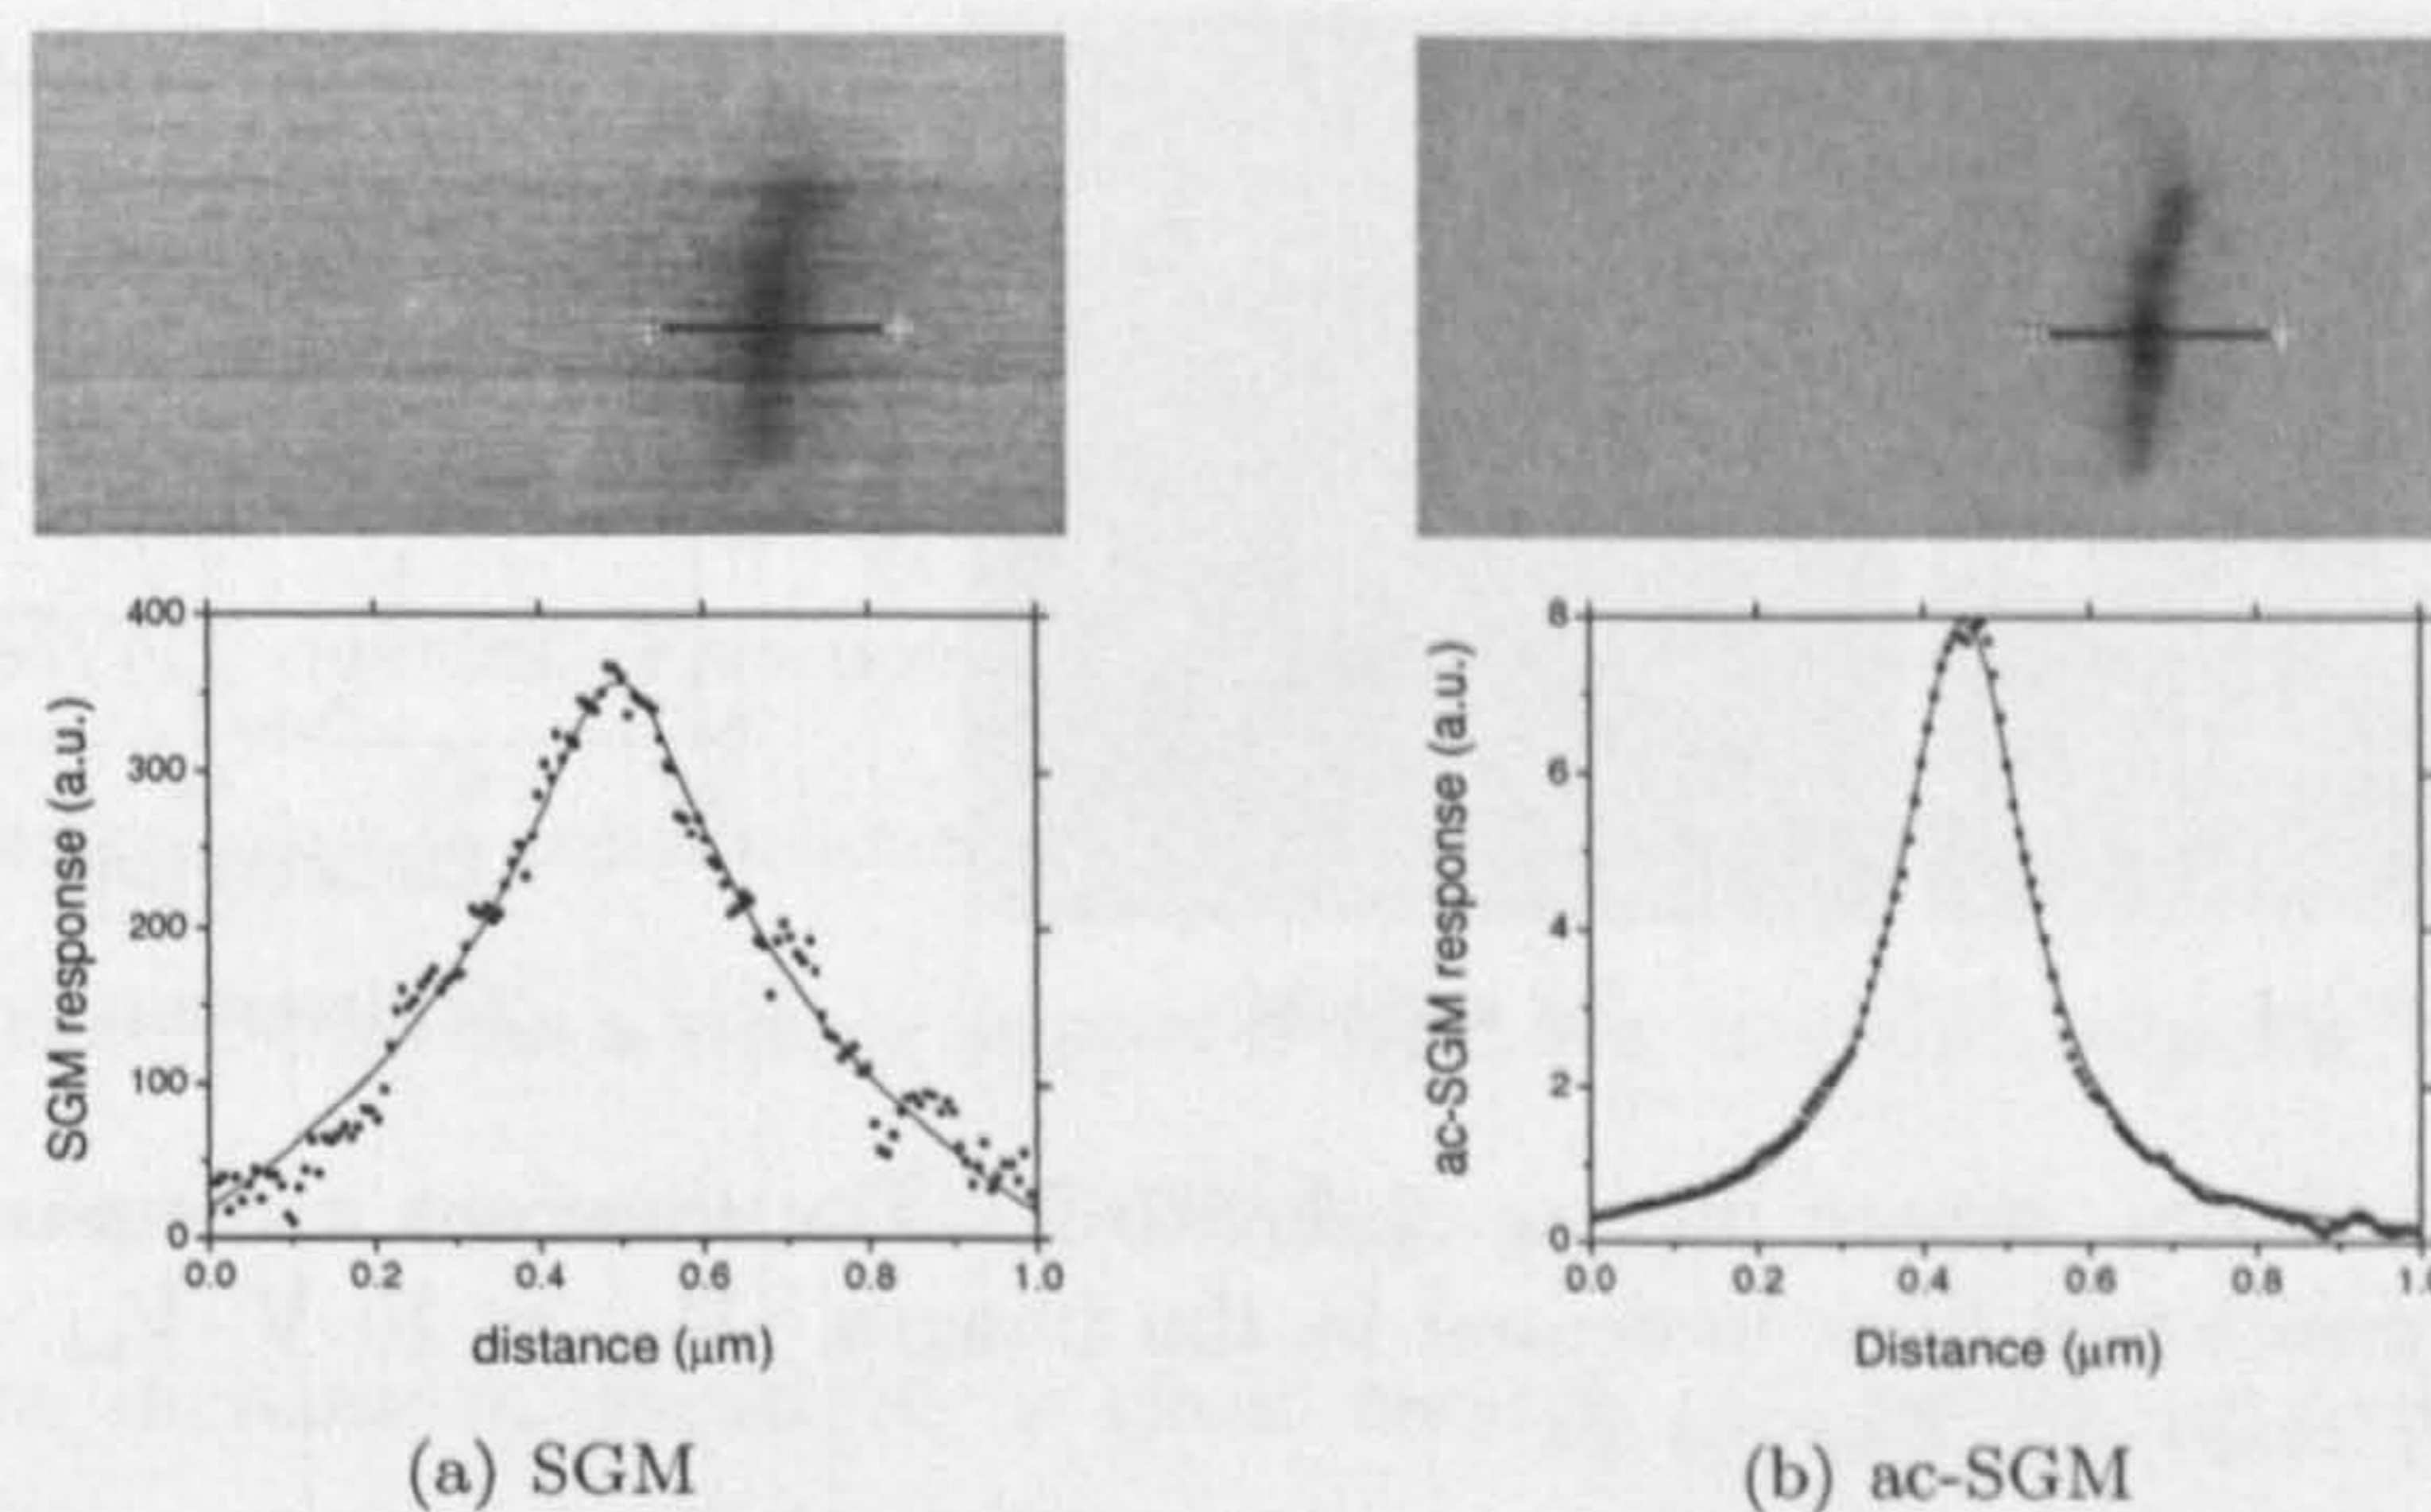 400
300
200
100
0
SGM response (a.u.)
0.0 0.2 0.4 0.6 0.8 1.0
distance (μm)
(a) SGM
8
6
4
2
0
ac-SGM response (a.u.)
0.0 0.2 0.4 0.6 0.8
Distance (μm)
(b) ac-SGM